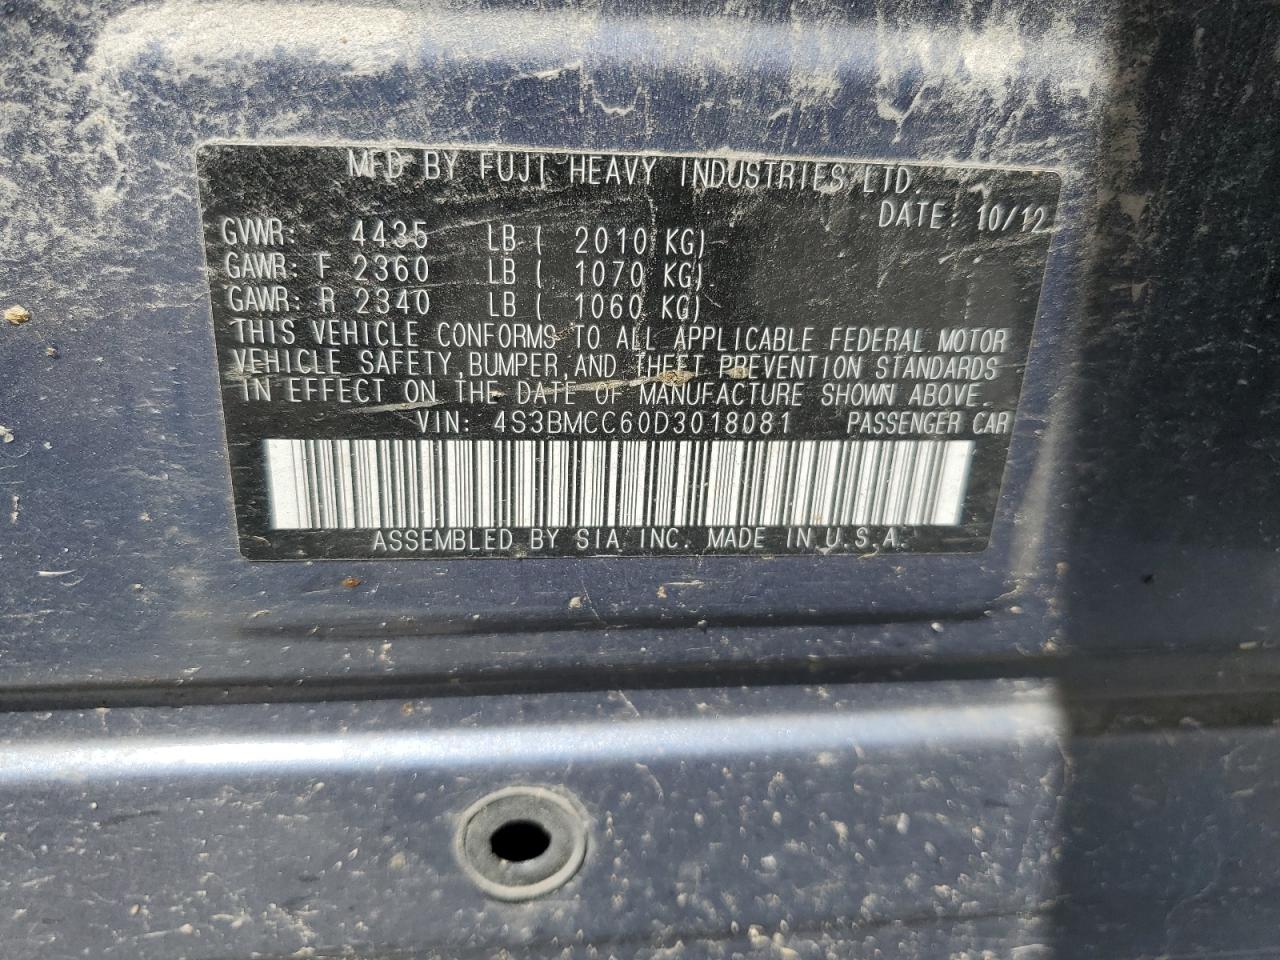 MFD BY FUJI HEAVY INDUSTRIES LTD.
DATE: 10/12
GVWR: 4435 LB ( 2010 KG)
GAWR: F 2360 LB ( 1070 KG)
GAWR: R 2340 LB ( 1060 KG)
THIS VEHICLE CONFORMS TO ALL APPLICABLE FEDERAL MOTOR
VEHICLE SAFETY, BUMPER, AND THEFT PREVENTION STANDARDS
IN EFFECT ON THE DATE OF MANUFACTURE SHOWN ABOVE.
VIN: 4S3BMCC60D3018081 PASSENGER CAR
ASSEMBLED BY SIA INC. MADE IN U.S.A.